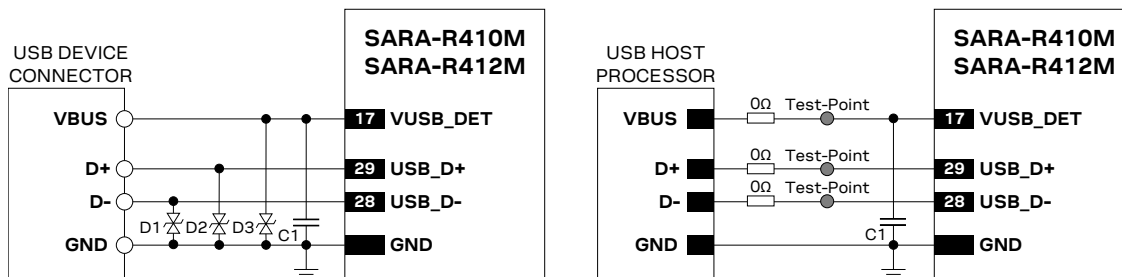 USB DEVICE
CONNECTOR
SARA-R410M
SARA-R412M
VBUS
17 VUSB_DET
D+
29 USB_D+
D-
28 USB_D-
D1 D2 D3 C1
GND
GND
USB HOST
PROCESSOR
SARA-R410M
SARA-R412M
0Ω Test-Point
VBUS
17 VUSB_DET
0Ω Test-Point
D+
29 USB_D+
0Ω Test-Point
D-
28 USB_D-
C1
GND
GND